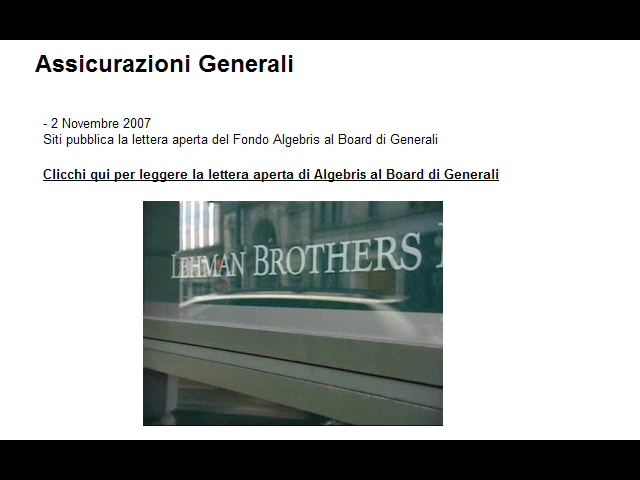 Assicurazioni Generali
- 2 Novembre 2007
Siti pubblica la lettera aperta del Fondo Algebris al Board di Generali
Clicchi qui per leggere la lettera aperta di Algebris al Board di Generali
LEHMAN BROTHERS